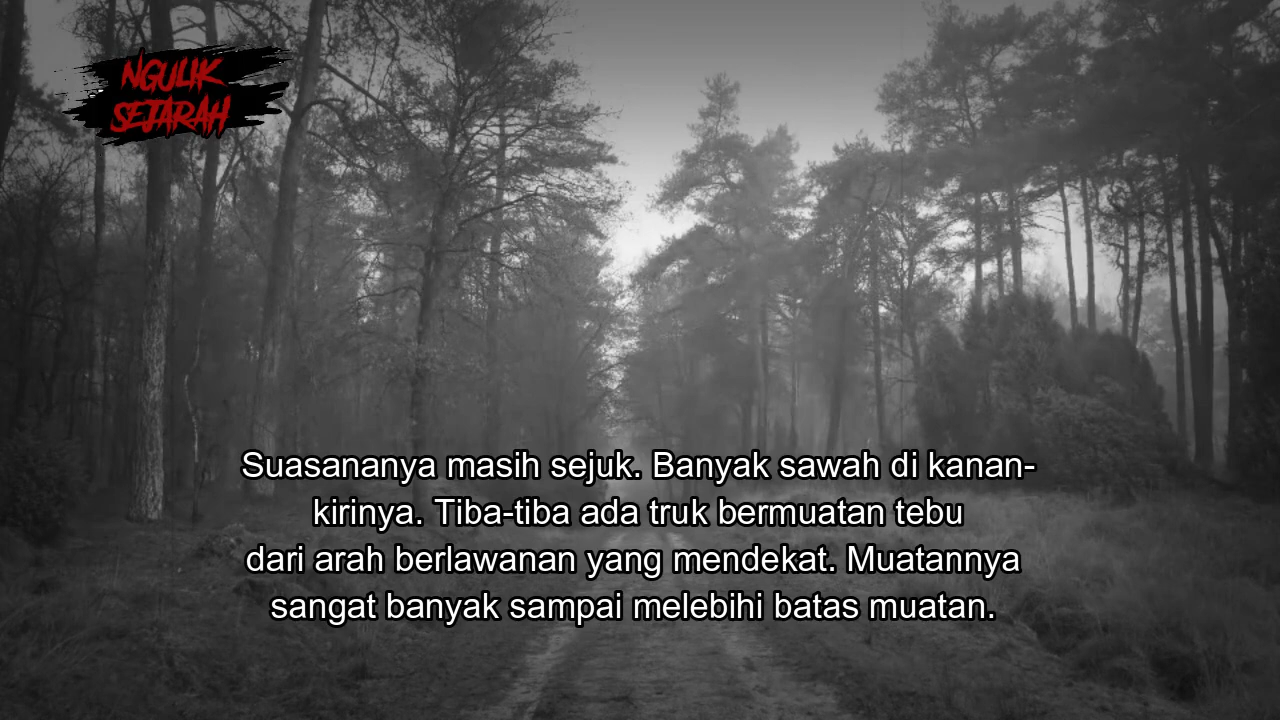 NGULIK
SEJARAH
Suasananya masih sejuk. Banyak sawah di kanan-
kirinya. Tiba-tiba ada truk bermuatan tebu
dari arah berlawanan yang mendekat. Muatannya
sangat banyak sampai melebihi batas muatan.